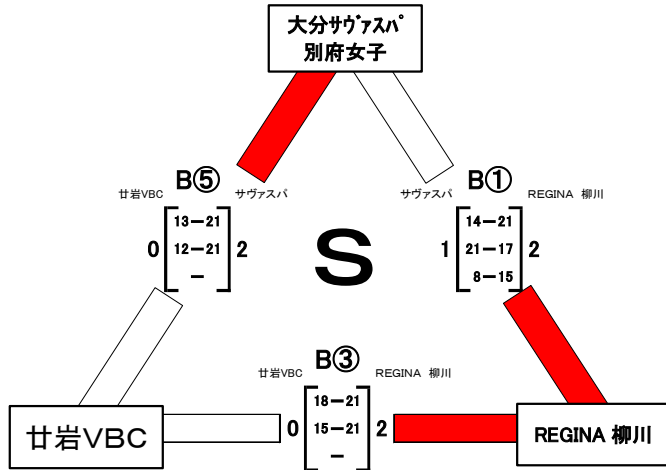 大分サヴァスパ
別府女子
B⑤
廿岩VBC
サヴァスパ
0
13－21
12－21
－
2
B①
サヴァスパ
REGINA 柳川
1
14－21
21－17
8－15
2
S
B③
廿岩VBC
REGINA 柳川
0
18－21
15－21
－
2
廿岩VBC
REGINA 柳川